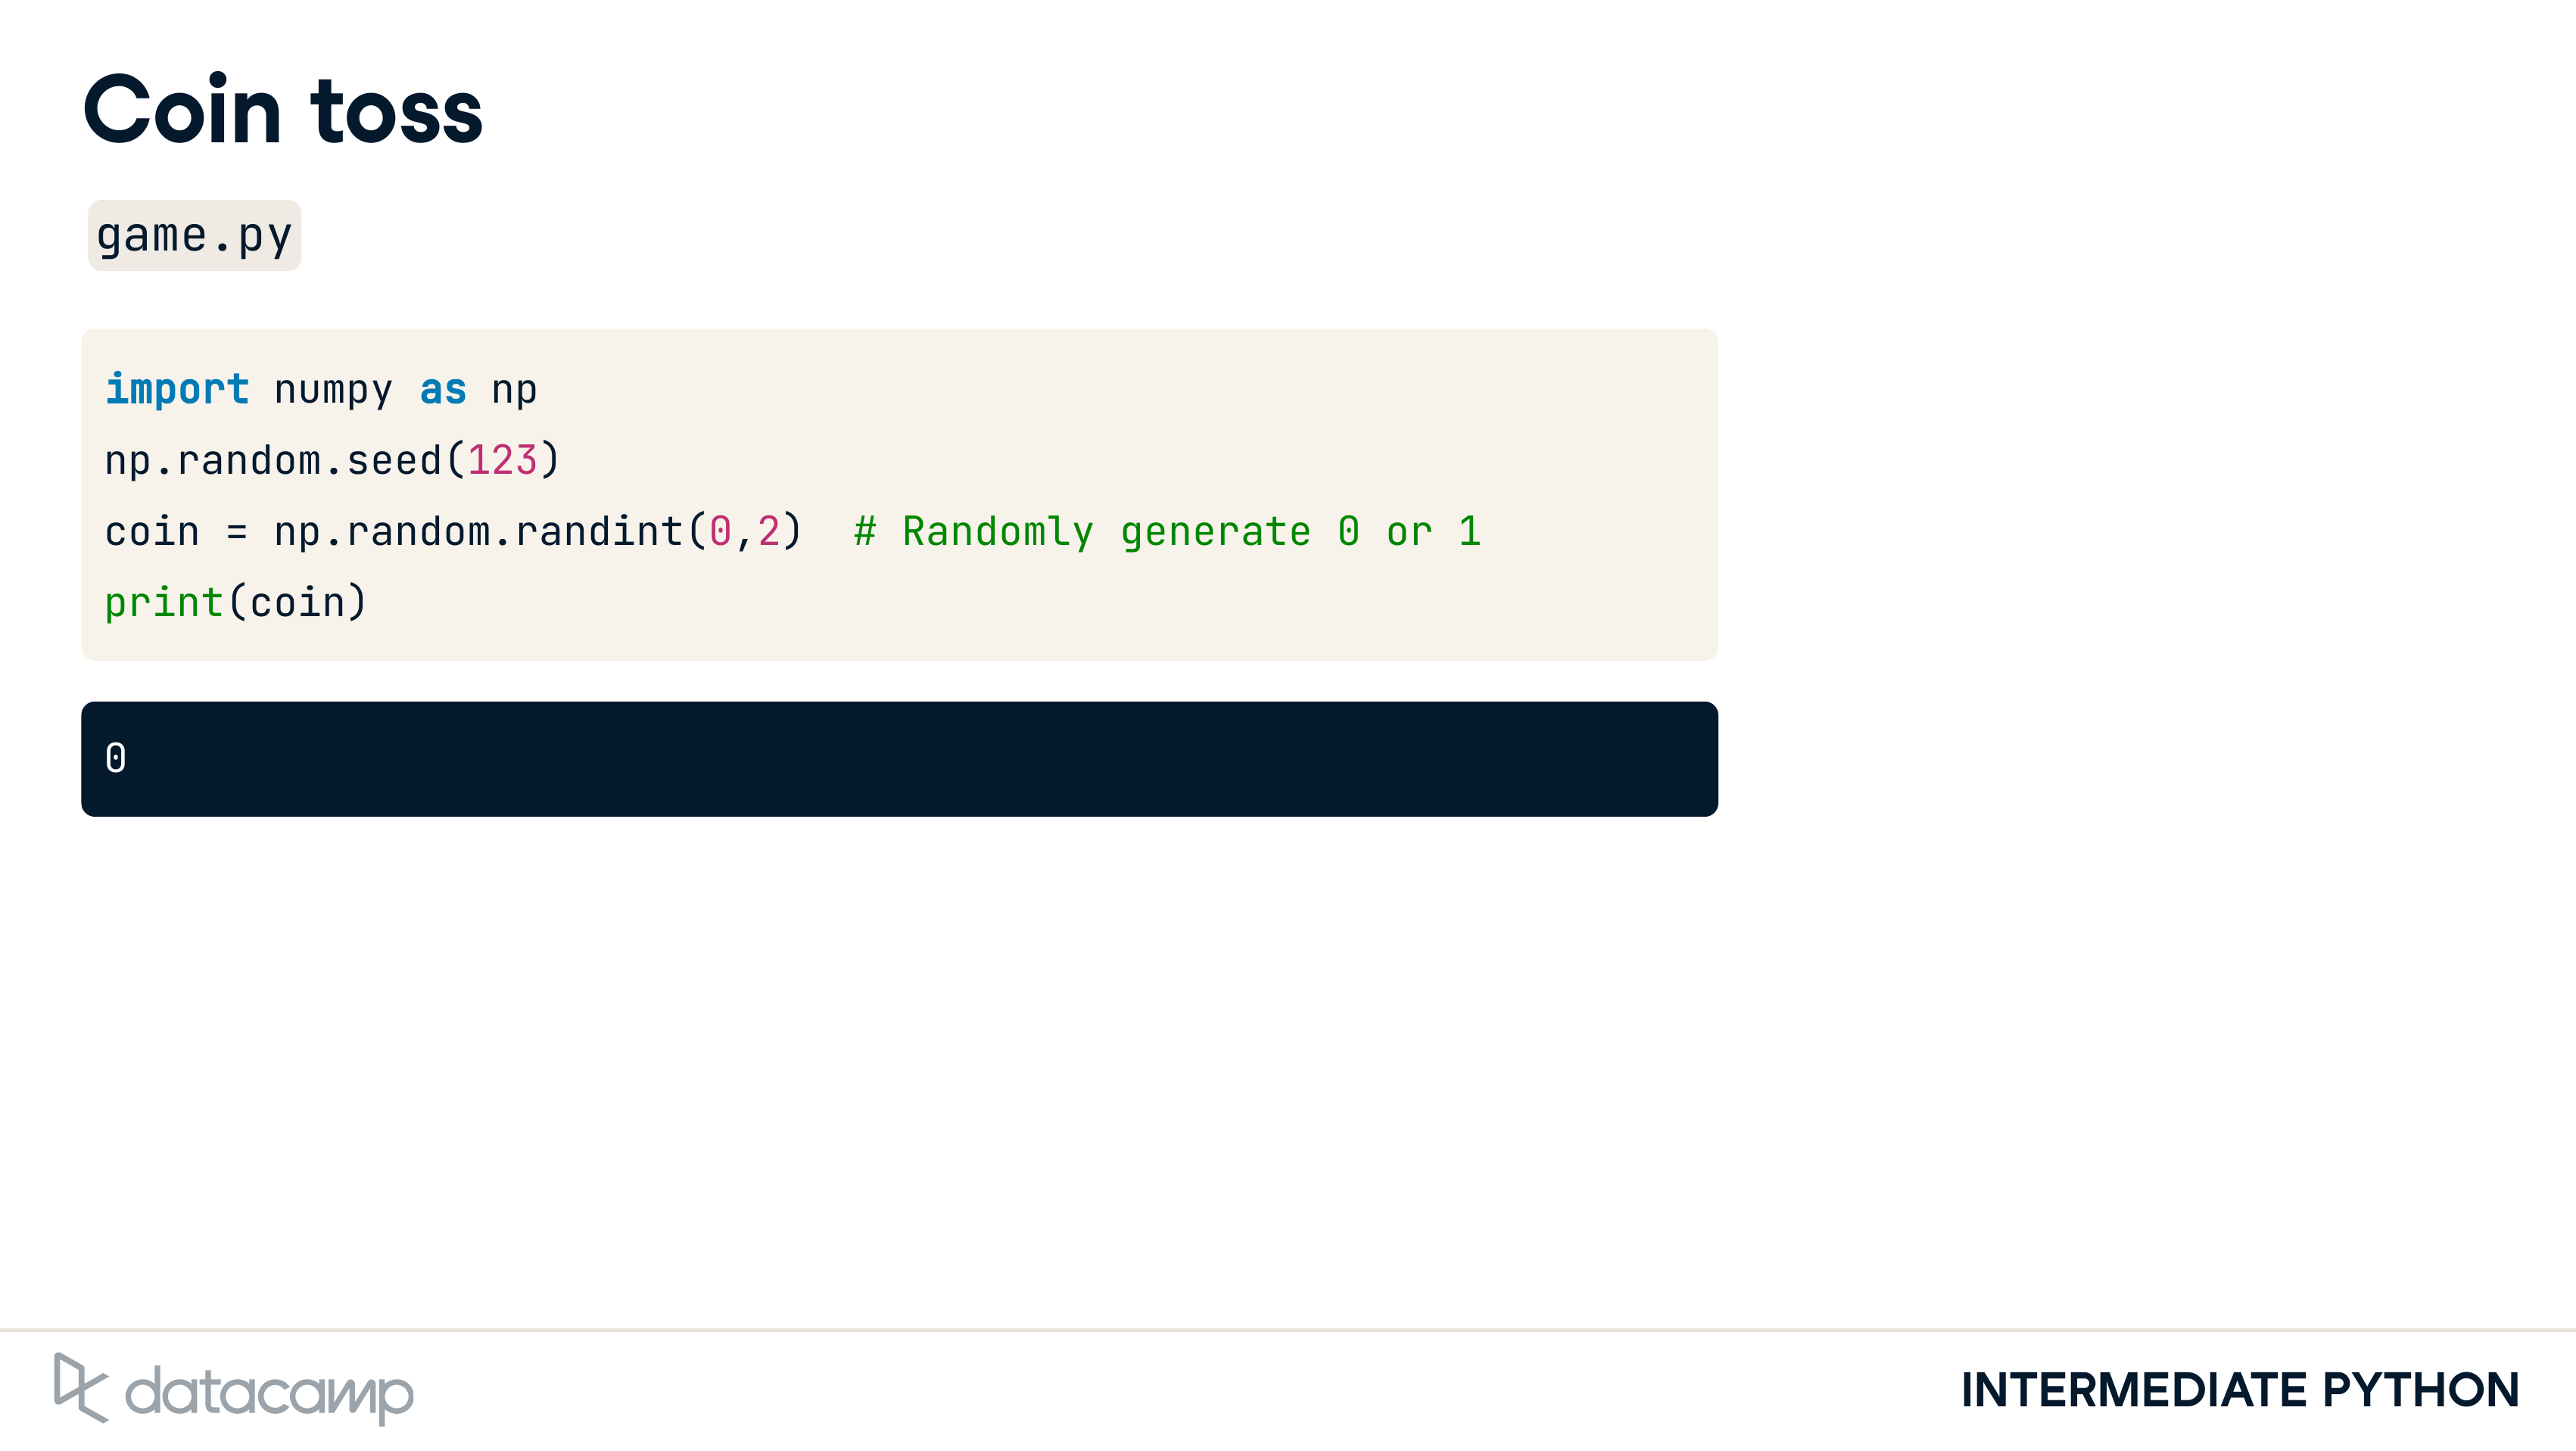 Coin toss
game.py
import numpy as np
np.random.seed(123)
coin = np.random.randint(0,2)  # Randomly generate 0 or 1
print(coin)
0
datacamp
INTERMEDIATE PYTHON